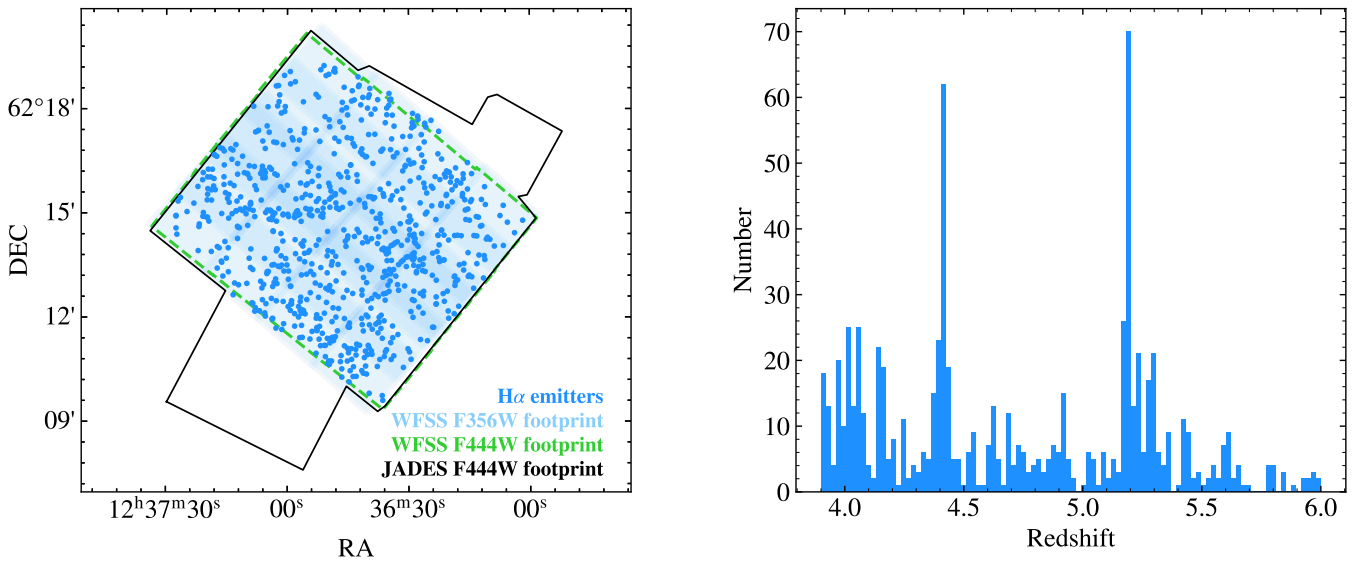 62°18'
15'
12'
09'
DEC
Hα emitters
WFSS F356W footprint
WFSS F444W footprint
JADES F444W footprint
12ʰ37ᵐ30ˢ 00ˢ 36ᵐ30ˢ 00ˢ
RA
70
60
50
40
30
20
10
0
Number
4.0 4.5 5.0 5.5 6.0
Redshift